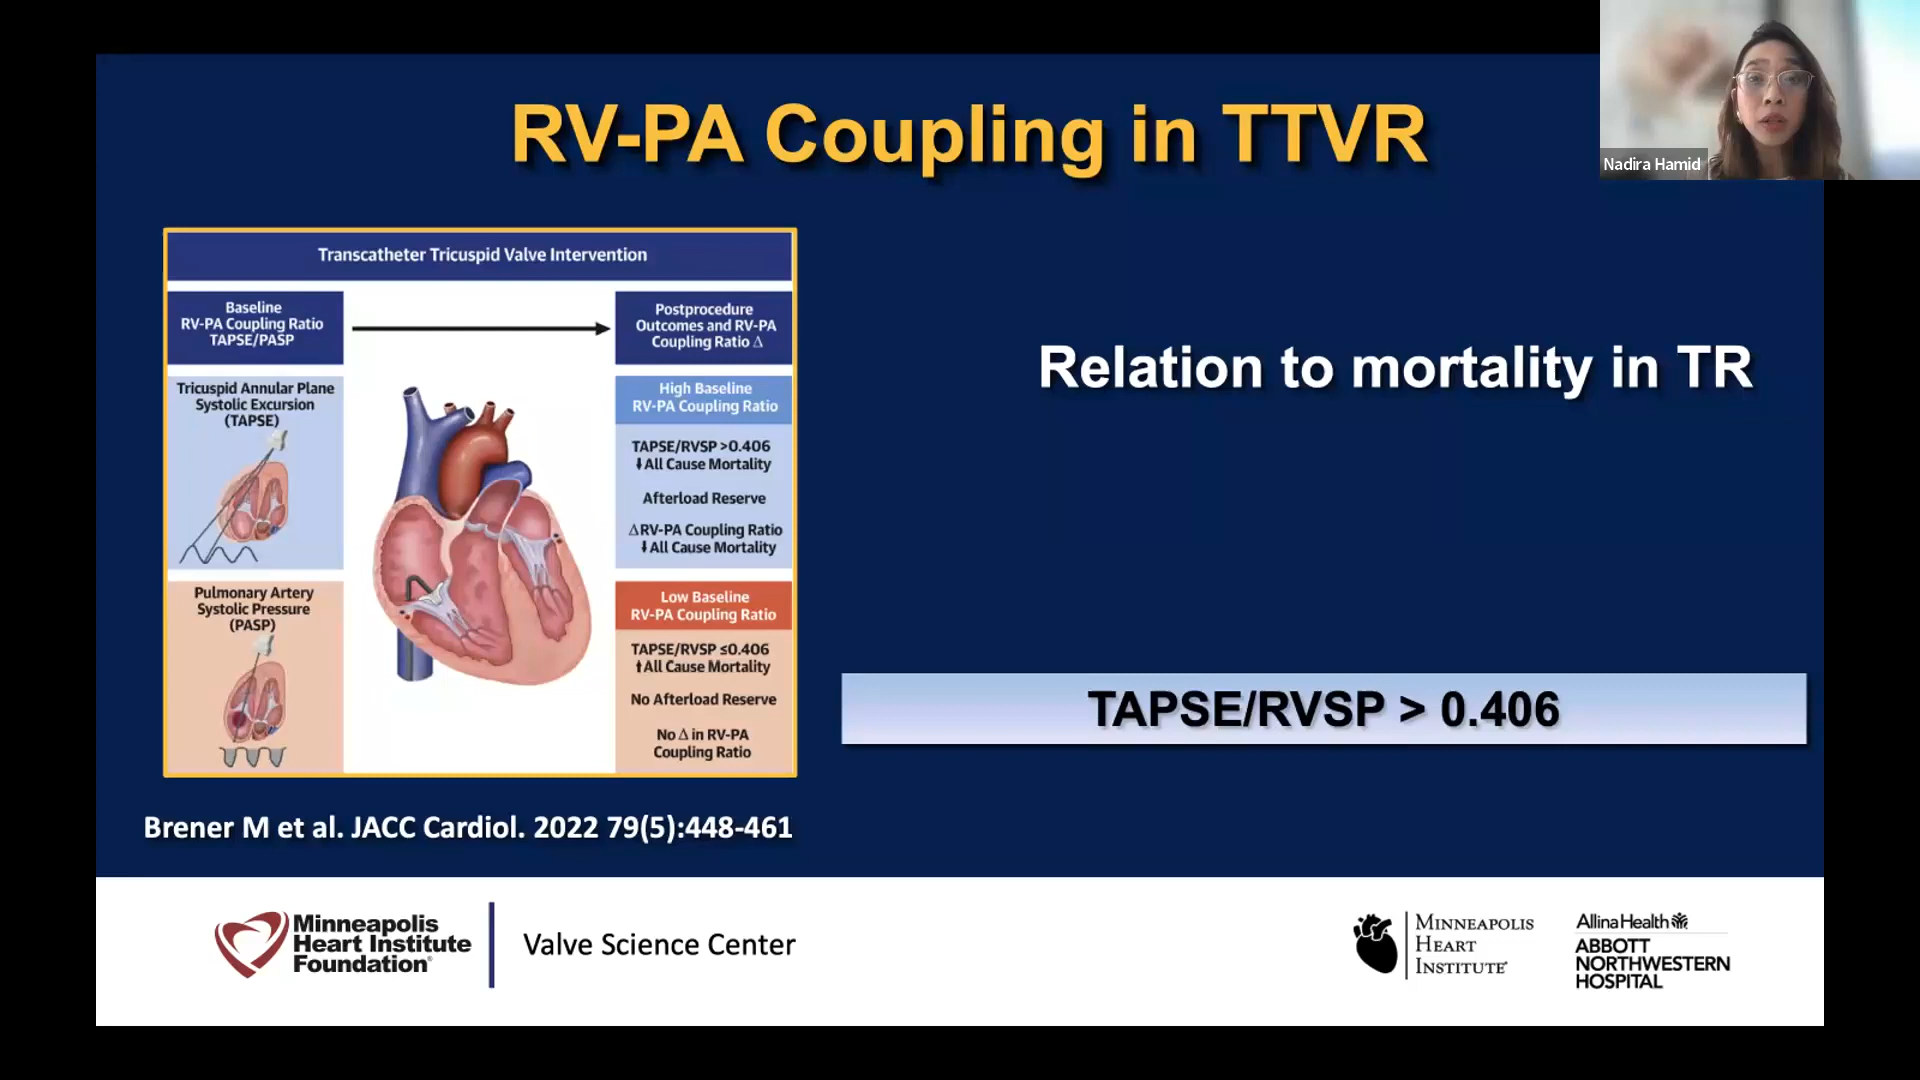 RV-PA Coupling in TTVR
Nadira Hamid
Transcatheter Tricuspid Valve Intervention
Baseline
RV-PA Coupling Ratio
TAPSE/PASP
Postprocedure
Outcomes and RV-PA
Coupling Ratio Δ
Tricuspid Annular Plane
Systolic Excursion
(TAPSE)
High Baseline
RV-PA Coupling Ratio
TAPSE/RVSP >0.406
⬇All Cause Mortality
Afterload Reserve
ΔRV-PA Coupling Ratio
⬇All Cause Mortality
Pulmonary Artery
Systolic Pressure
(PASP)
Low Baseline
RV-PA Coupling Ratio
TAPSE/RVSP ≤0.406
⬆All Cause Mortality
No Afterload Reserve
No Δ in RV-PA
Coupling Ratio
Relation to mortality in TR
TAPSE/RVSP > 0.406
Brener M et al. JACC Cardiol. 2022 79(5):448-461
Minneapolis
Heart Institute
Foundation®
Valve Science Center
MINNEAPOLIS
HEART
INSTITUTE®
AllinaHealth
ABBOTT
NORTHWESTERN
HOSPITAL